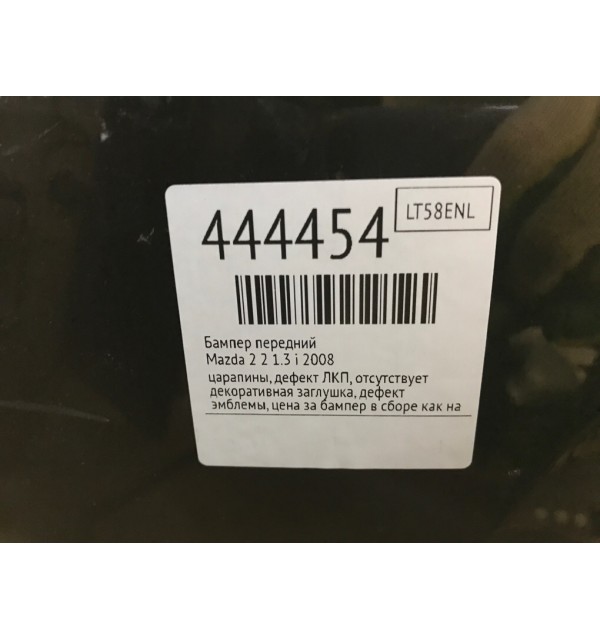 444454
LT58ENL
Бампер передний
Mazda 2 2 1.3 i 2008
царапины, дефект ЛКП, отсутствует
декоративная заглушка, дефект
эмблемы, цена за бампер в сборе как на